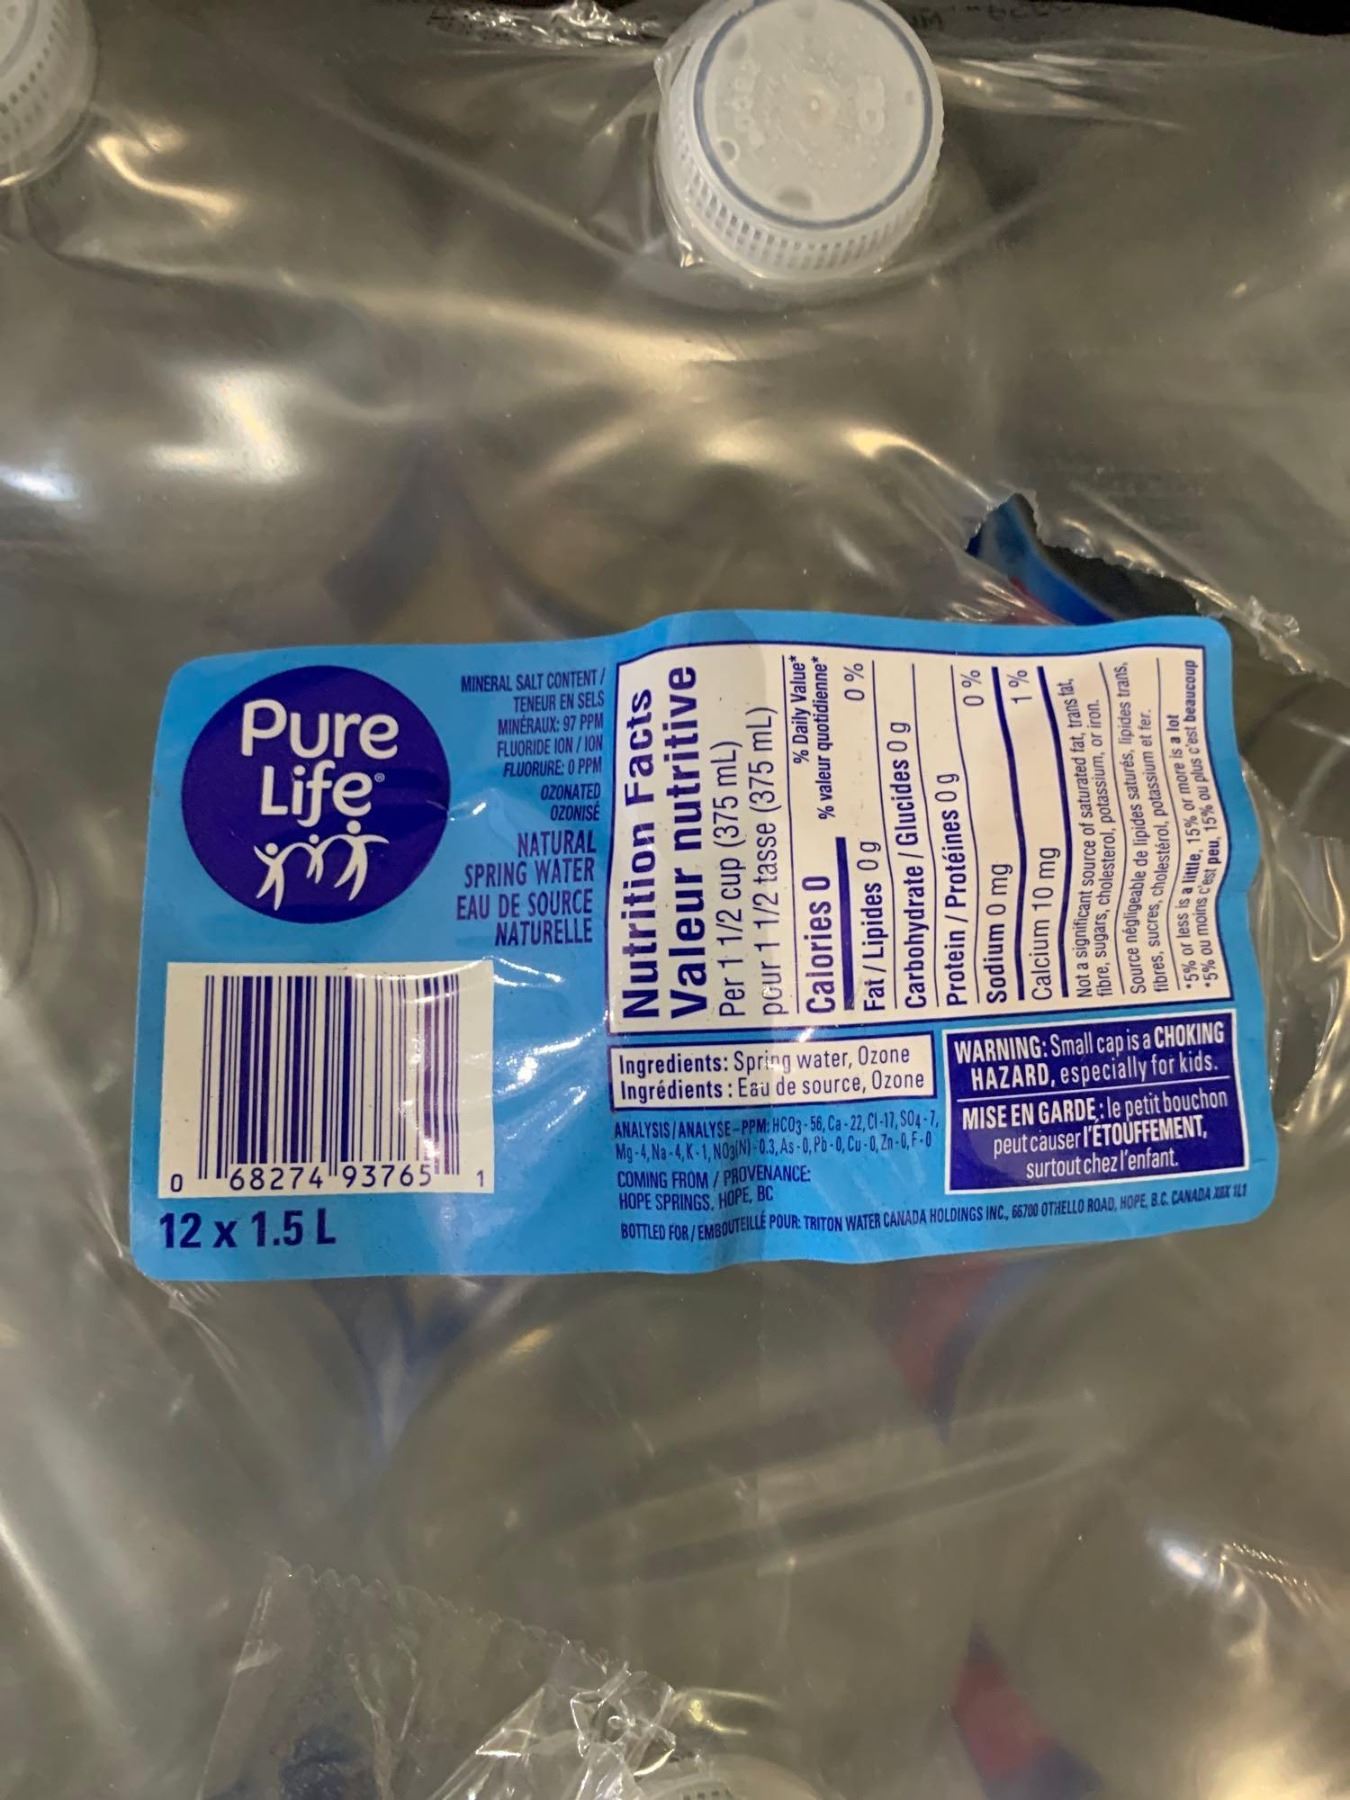 Pure
Life®
MINERAL SALT CONTENT /
TENEUR EN SELS
MINÉRAUX: 97 PPM
FLUORIDE ION / ION
FLUORURE: 0 PPM
OZONATED
OZONISÉ
NATURAL
SPRING WATER
EAU DE SOURCE
NATURELLE
0 68274 93765 1
12 x 1.5 L
Nutrition Facts
Valeur nutritive
Per 1 1/2 cup (375 mL)
pour 1 1/2 tasse (375 mL)
% Daily Value*
% valeur quotidienne*
Calories 0
Fat / Lipides 0 g 0 %
Carbohydrate / Glucides 0 g
Protein / Protéines 0 g
Sodium 0 mg 0 %
Calcium 10 mg 1 %
Not a significant source of saturated fat, trans fat,
fibre, sugars, cholesterol, potassium, or iron.
Source négligeable de lipides saturés, lipides trans,
fibres, sucres, cholestérol, potassium et fer.
*5% or less is a little, 15% or more is a lot
*5% ou moins c'est peu, 15% ou plus c'est beaucoup
Ingredients: Spring water, Ozone
Ingrédients : Eau de source, Ozone
ANALYSIS/ANALYSE-PPM: HCO3-56, Ca-22, Cl-17, SO4-7,
Mg-4, Na-4, K-1, NO3(N)-0.3, As-0, Pb-0, Cu-0, Zn-0, F-0
COMING FROM / PROVENANCE:
HOPE SPRINGS, HOPE, BC
BOTTLED FOR / EMBOUTEILLÉ POUR: TRITON WATER CANADA HOLDINGS INC., 66700 OTHELLO ROAD, HOPE, B.C. CANADA X0X 1L1
WARNING: Small cap is a CHOKING
HAZARD, especially for kids.
MISE EN GARDE : le petit bouchon
peut causer l'ÉTOUFFEMENT,
surtout chez l'enfant.